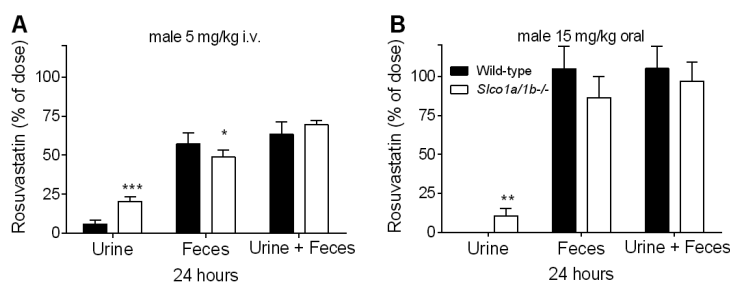 A
male 5 mg/kg i.v.
Rosuvastatin (% of dose)
100
75
50
25
0
***
*
Urine
Feces
Urine + Feces
24 hours
B
male 15 mg/kg oral
Rosuvastatin (% of dose)
100
75
50
25
0
Wild-type
Slco1a/1b-/-
**
Urine
Feces
Urine + Feces
24 hours